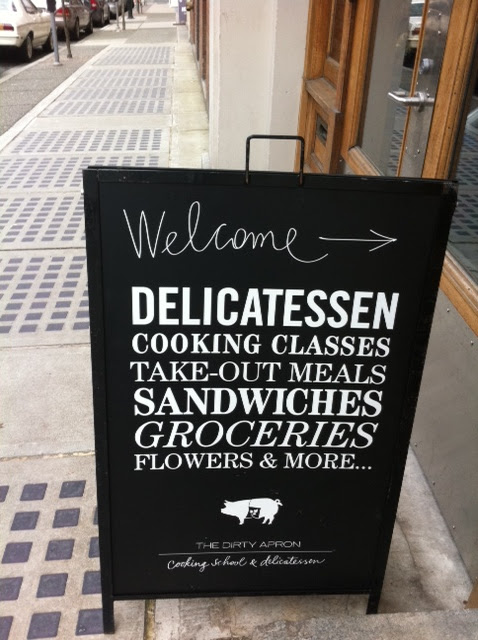 Welcome →
DELICATESSEN
COOKING CLASSES
TAKE-OUT MEALS
SANDWICHES
GROCERIES
FLOWERS & MORE...
THE DIRTY APRON
Cooking school & delicatessen